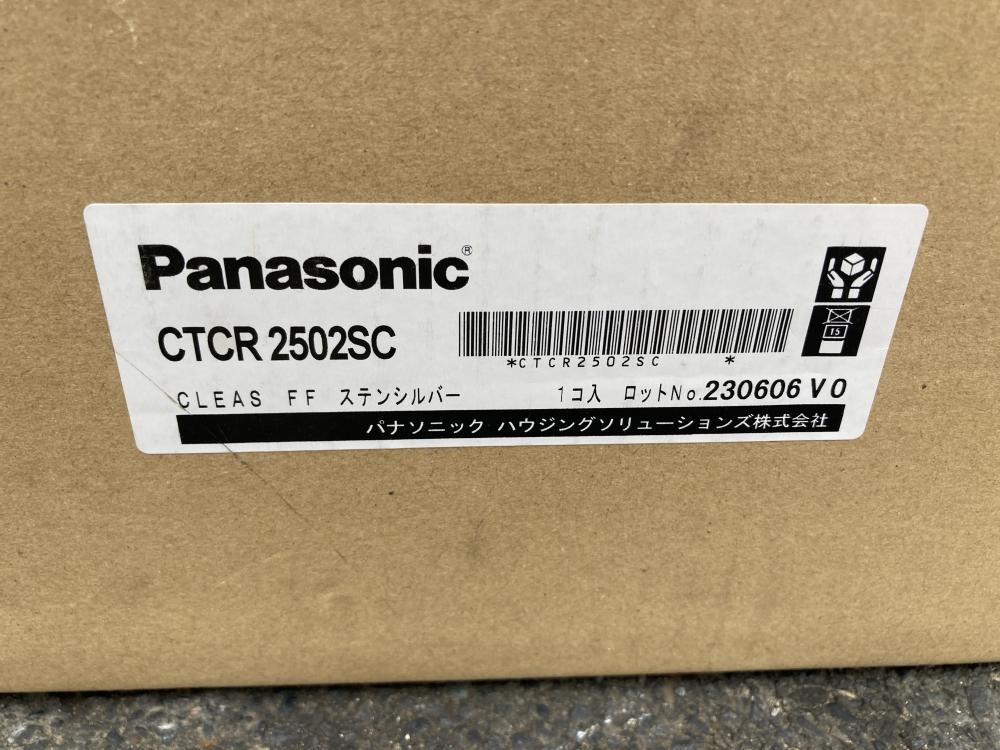 Panasonic®
CTCR 2502SC
*CTCR2502SC *
15
CLEAS FF ステンシルバー 1コ入 ロットNo.230606 V0
パナソニック ハウジングソリューションズ株式会社